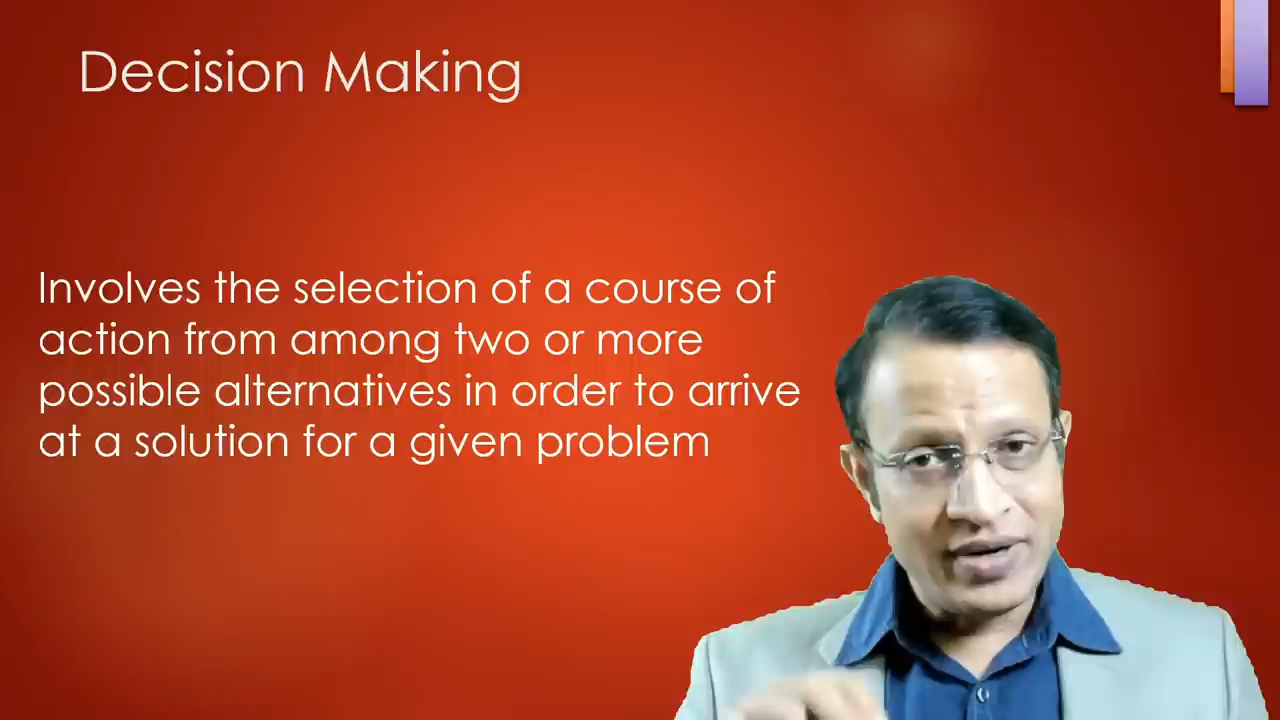 Decision Making
Involves the selection of a course of
action from among two or more
possible alternatives in order to arrive
at a solution for a given problem